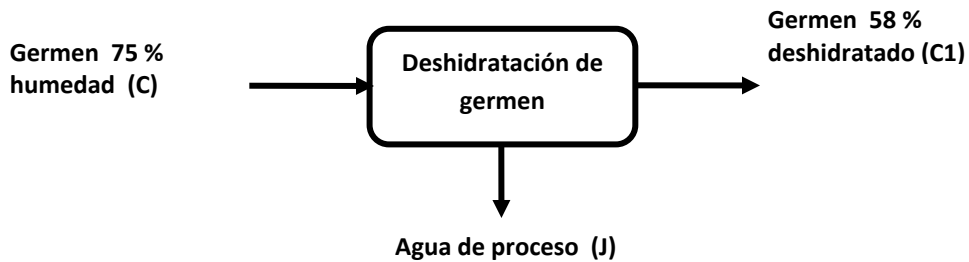 Germen 75 %
humedad (C)
Deshidratación de
germen
Germen 58 %
deshidratado (C1)
Agua de proceso (J)